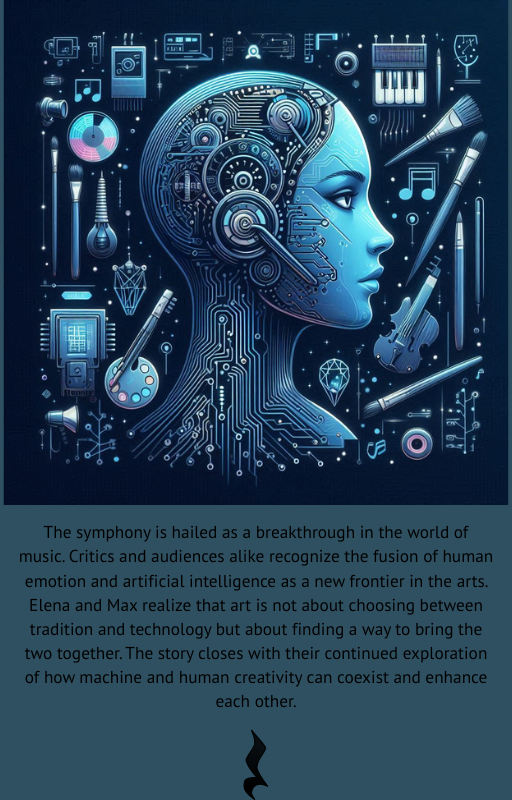 The symphony is hailed as a breakthrough in the world of
music. Critics and audiences alike recognize the fusion of human
emotion and artificial intelligence as a new frontier in the arts.
Elena and Max realize that art is not about choosing between
tradition and technology but about finding a way to bring the
two together. The story closes with their continued exploration
of how machine and human creativity can coexist and enhance
each other.